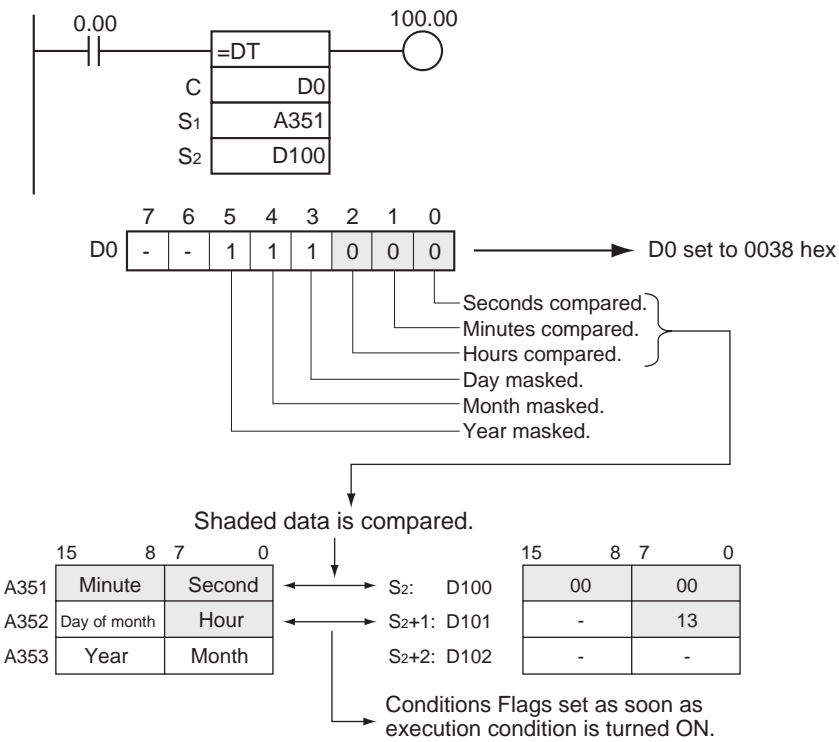 0.00
100.00
=DT
C D0
S1 A351
S2 D100
7 6 5 4 3 2 1 0
D0 - - 1 1 1 0 0 0
D0 set to 0038 hex
Seconds compared.
Minutes compared.
Hours compared.
Day masked.
Month masked.
Year masked.
Shaded data is compared.
15 8 7 0
15 8 7 0
A351 Minute Second S2: D100 00 00
A352 Day of month Hour S2+1: D101 - 13
A353 Year Month S2+2: D102 - -
Conditions Flags set as soon as
execution condition is turned ON.